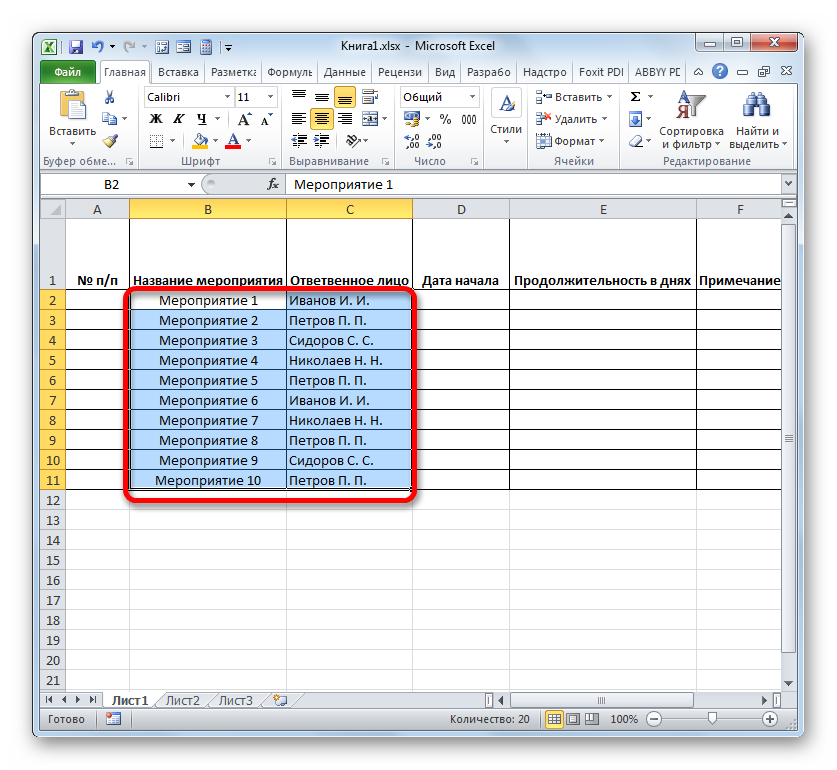 Книга1.xlsx - Microsoft Excel
Файл Главная Вставка Разметка Формулы Данные Рецензи Вид Разрабо Надстро Foxit PDI ABBYY PD
Calibri 11 Общий Вставить Σ
Вставить Ж К Ч А А % 000 Стили Удалить Сортировка и фильтр Найти и выделить
А Формат
Буфер обме... Шрифт Выравнивание Число Ячейки Редактирование
B2 fx Мероприятие 1
A B C D E F
1 № п/п Название мероприятия Ответвенное лицо Дата начала Продолжительность в днях Примечание
2 Мероприятие 1 Иванов И. И.
3 Мероприятие 2 Петров П. П.
4 Мероприятие 3 Сидоров С. С.
5 Мероприятие 4 Николаев Н. Н.
6 Мероприятие 5 Петров П. П.
7 Мероприятие 6 Иванов И. И.
8 Мероприятие 7 Николаев Н. Н.
9 Мероприятие 8 Петров П. П.
10 Мероприятие 9 Сидоров С. С.
11 Мероприятие 10 Петров П. П.
12
13
14
15
16
17
18
19
20
21
Лист1 Лист2 Лист3
Готово Количество: 20 100%